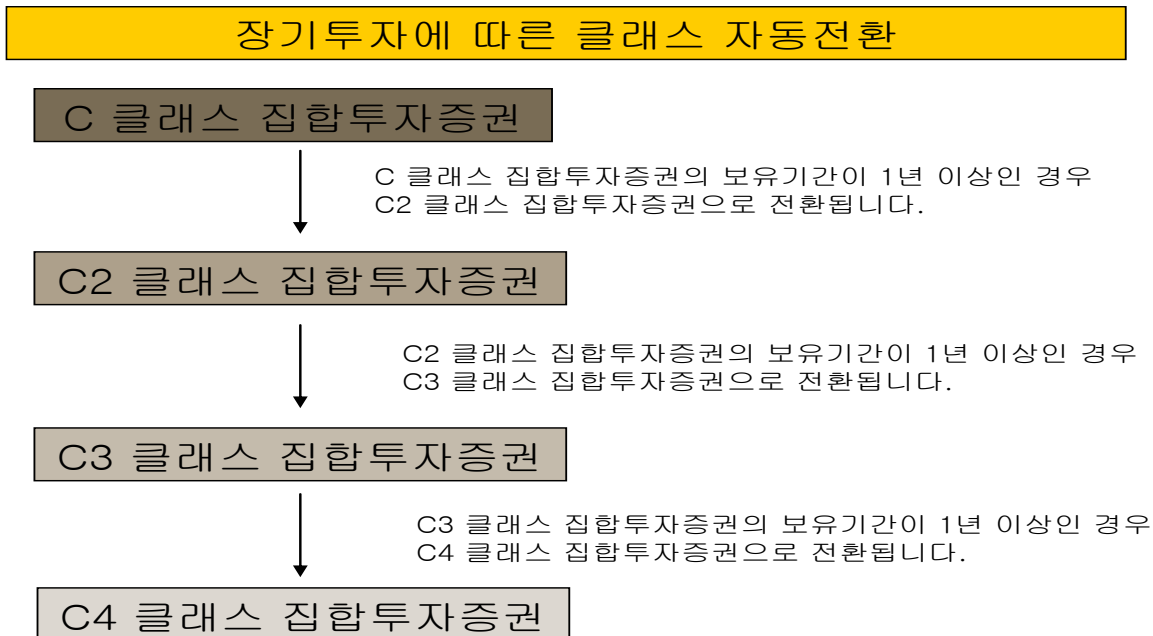 장기투자에 따른 클래스 자동전환
C 클래스 집합투자증권
C 클래스 집합투자증권의 보유기간이 1년 이상인 경우
C2 클래스 집합투자증권으로 전환됩니다.
C2 클래스 집합투자증권
C2 클래스 집합투자증권의 보유기간이 1년 이상인 경우
C3 클래스 집합투자증권으로 전환됩니다.
C3 클래스 집합투자증권
C3 클래스 집합투자증권의 보유기간이 1년 이상인 경우
C4 클래스 집합투자증권으로 전환됩니다.
C4 클래스 집합투자증권